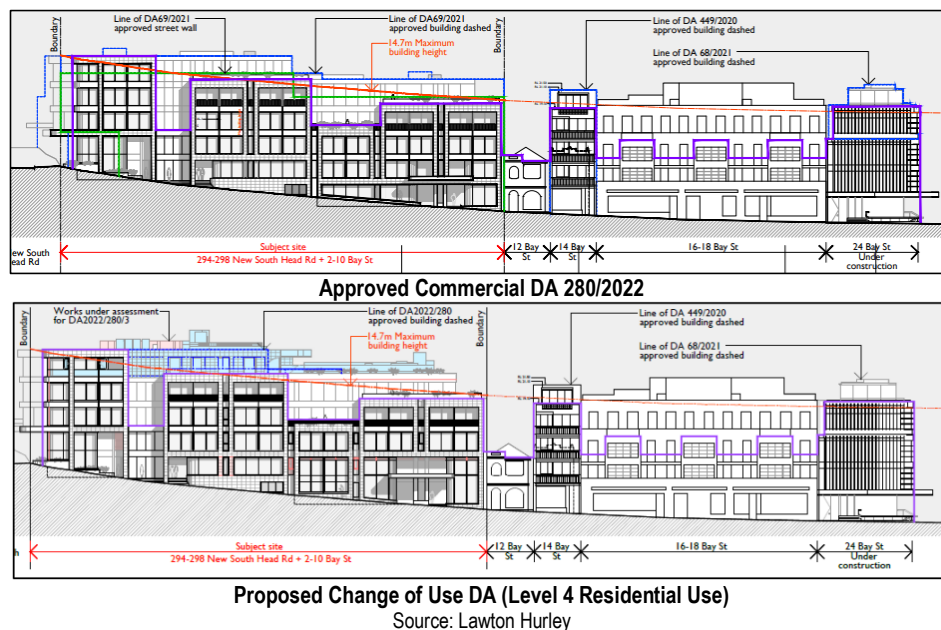 Boundary
Line of DA69/2021
approved street wall
Line of DA69/2021
approved building dashed
14.7m Maximum
building height
Boundary
Line of DA 449/2020
approved building dashed
Line of DA 68/2021
approved building dashed
ew South
ead Rd
Subject site
294-298 New South Head Rd + 2-10 Bay St
12 Bay
St
14 Bay
St
16-18 Bay St
24 Bay St
Under
construction
Approved Commercial DA 280/2022
Boundary
Works under assessment
for DA2022/280/3
Line of DA2022/280
approved building dashed
14.7m Maximum
building height
Boundary
Line of DA 449/2020
approved building dashed
Line of DA 68/2021
approved building dashed
h
Subject site
294-298 New South Head Rd + 2-10 Bay St
12 Bay
St
14 Bay
St
16-18 Bay St
24 Bay St
Under
construction
Proposed Change of Use DA (Level 4 Residential Use)
Source: Lawton Hurley